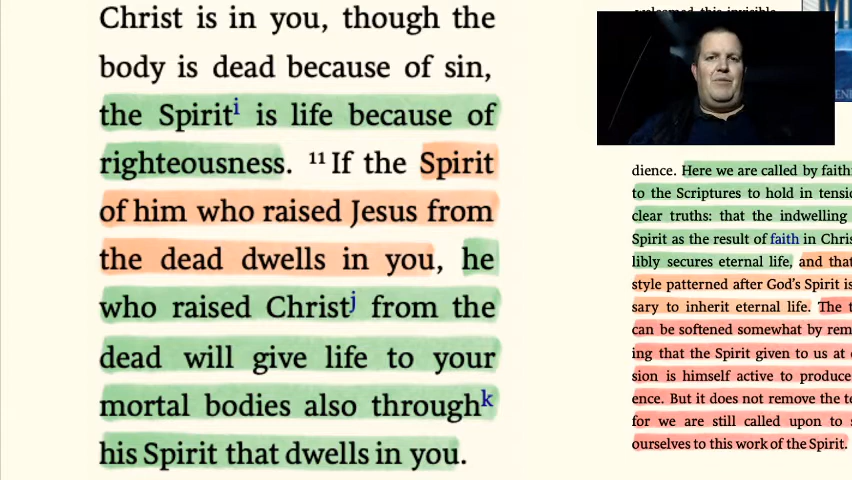 Christ is in you, though the
body is dead because of sin,
the Spiritⁱ is life because of
righteousness. ¹¹ If the Spirit
of him who raised Jesus from
the dead dwells in you, he
who raised Christʲ from the
dead will give life to your
mortal bodies also throughᵏ
his Spirit that dwells in you.
dience. Here we are called by faith
to the Scriptures to hold in
clear truths: that the indwelling
Spirit as the result of faith in
libly secures eternal life, and that
style patterned after God's Spirit
sary to inherit eternal life. The
can be softened somewhat by
ing that the Spirit given to us at
sion is himself active to produce
ence. But it does not remove the
for we are still called upon to
ourselves to this work of the Spirit.